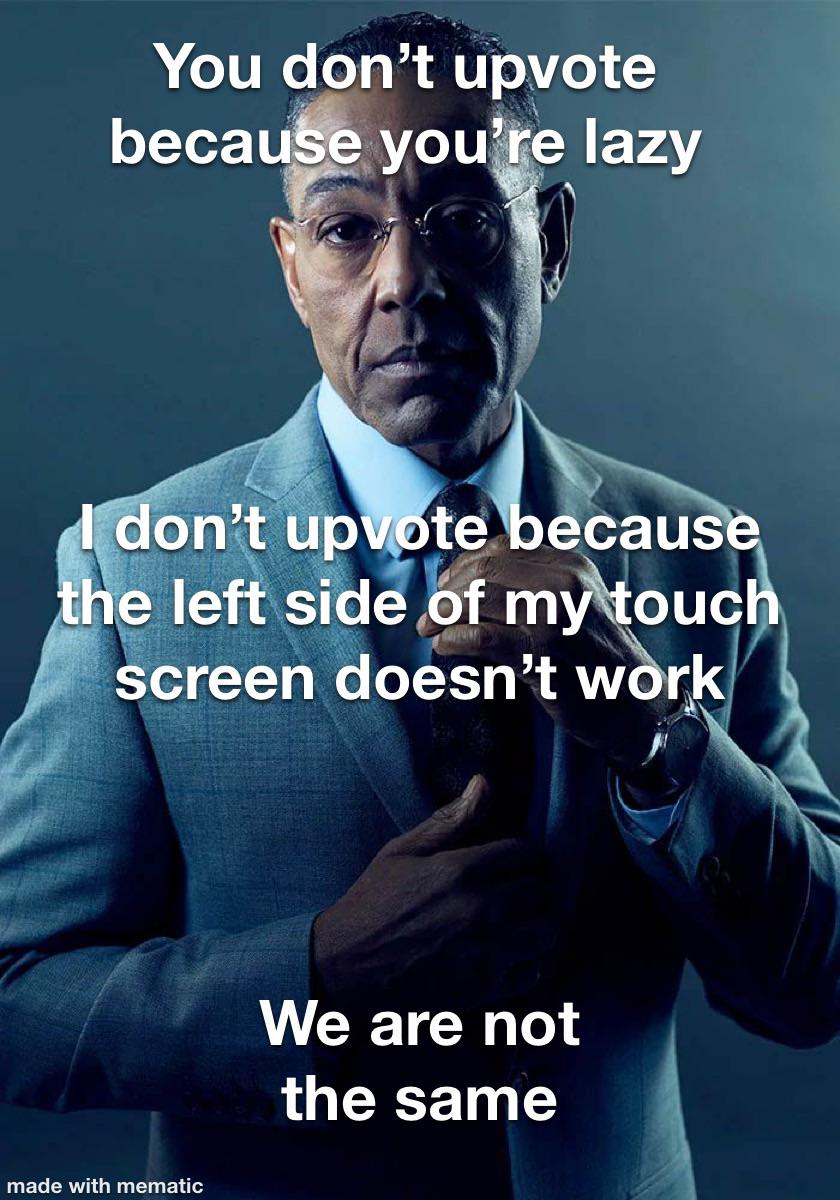 You don’t upvote
because you’re lazy
I don’t upvote because
the left side of my touch
screen doesn’t work
We are not
the same
made with mematic